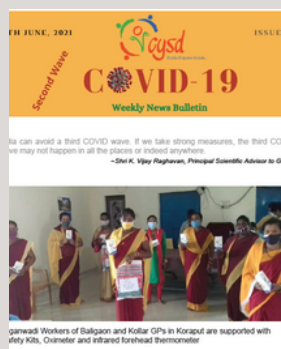 TH JUNE, 2021
ISSUE
cysd
Second Wave
COVID-19
Weekly News Bulletin
dia can avoid a third COVID wave. If we take strong measures, the third CO
ve may not happen in all the places or indeed anywhere.
~Shri K. Vijay Raghavan, Principal Scientific Advisor to G
ganwadi Workers of Baligaon and Kollar GPs in Koraput are supported with
afety Kits, Oximeter and infrared forehead thermometer